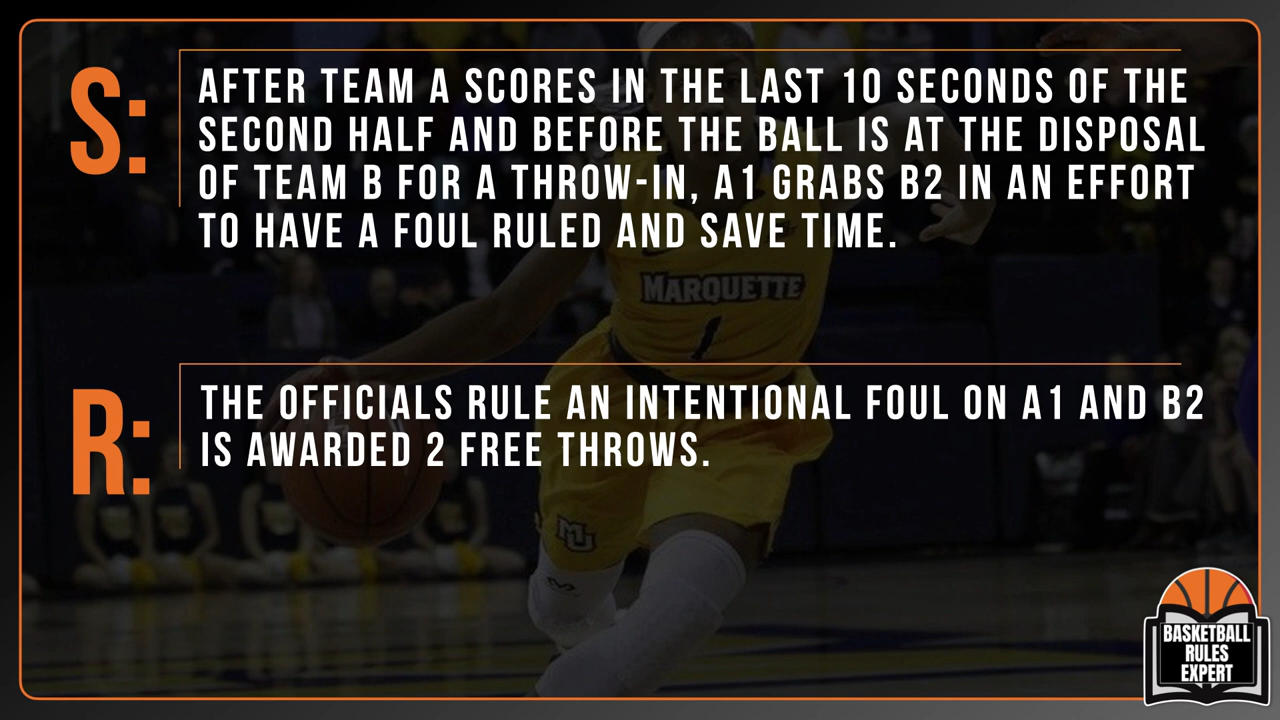 S:
AFTER TEAM A SCORES IN THE LAST 10 SECONDS OF THE
SECOND HALF AND BEFORE THE BALL IS AT THE DISPOSAL
OF TEAM B FOR A THROW-IN, A1 GRABS B2 IN AN EFFORT
TO HAVE A FOUL RULED AND SAVE TIME.
MARQUETTE
1
R:
THE OFFICIALS RULE AN INTENTIONAL FOUL ON A1 AND B2
IS AWARDED 2 FREE THROWS.
MU
BASKETBALL
RULES
EXPERT